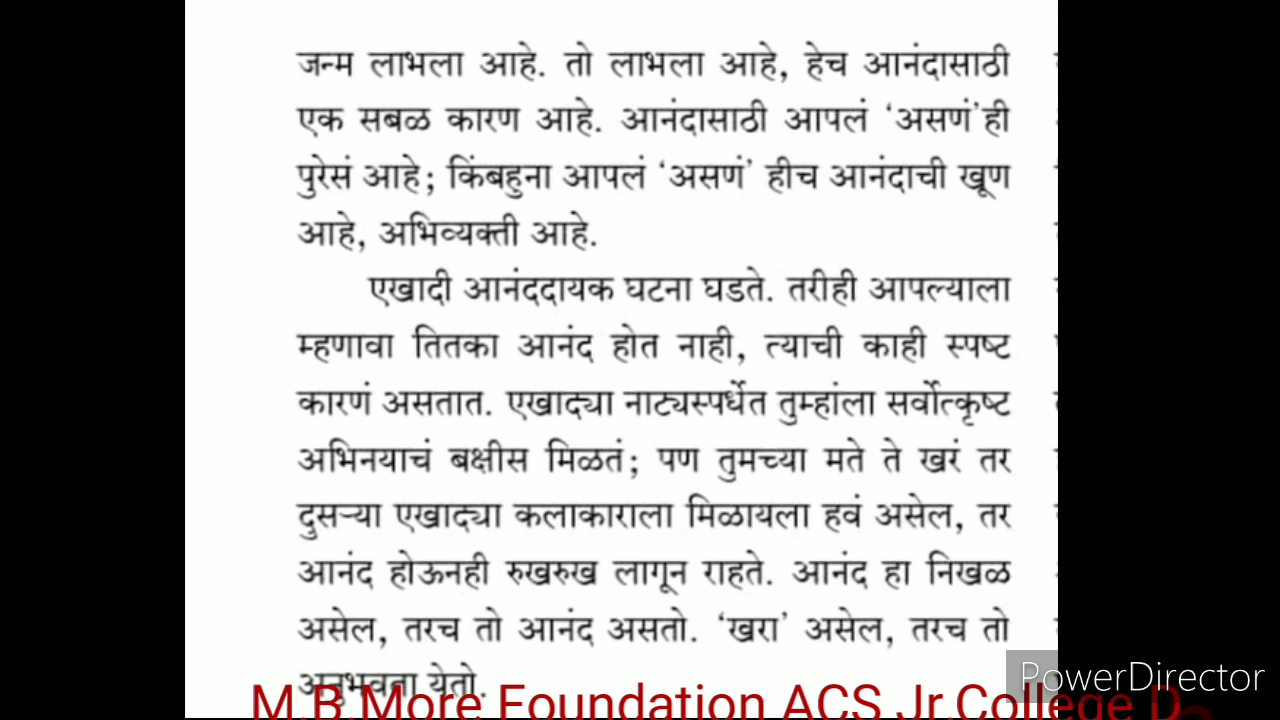 जन्म लाभला आहे. तो लाभला आहे, हेच आनंदासाठी
एक सबळ कारण आहे. आनंदासाठी आपलं ‘असणं’ही
पुरेसं आहे; किंबहुना आपलं ‘असणं’ हीच आनंदाची खूण
आहे, अभिव्यक्ती आहे.
एखादी आनंददायक घटना घडते. तरीही आपल्याला
म्हणावा तितका आनंद होत नाही, त्याची काही स्पष्ट
कारणं असतात. एखाद्या नाट्यस्पर्धेत तुम्हांला सर्वोत्कृष्ट
अभिनयाचं बक्षीस मिळतं; पण तुमच्या मते ते खरं तर
दुसऱ्या एखाद्या कलाकाराला मिळायला हवं असेल, तर
आनंद होऊनही रुखरुख लागून राहते. आनंद हा निखळ
असेल, तरच तो आनंद असतो. ‘खरा’ असेल, तरच तो
अनुभवता येतो.
M.B.More Foundation ACS Jr.College D
PowerDirector